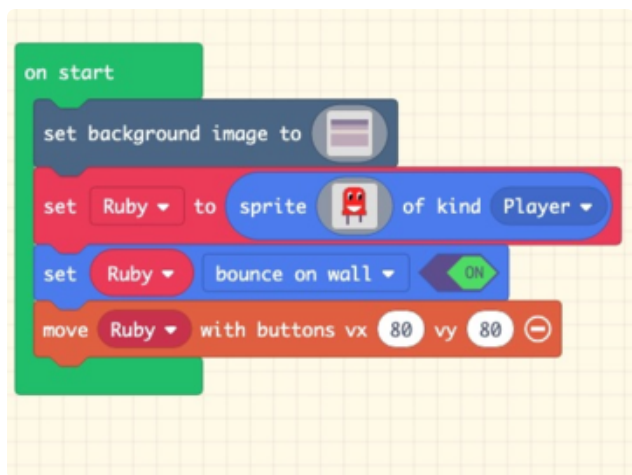 on start
set background image to
set Ruby to sprite of kind Player
set Ruby bounce on wall ON
move Ruby with buttons vx 80 vy 80